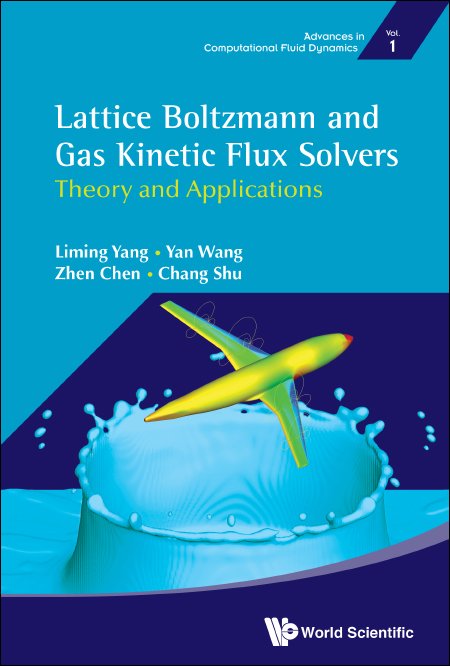 Advances in
Computational Fluid Dynamics
Vol.
1
Lattice Boltzmann and
Gas Kinetic Flux Solvers
Theory and Applications
Liming Yang • Yan Wang
Zhen Chen • Chang Shu
World Scientific